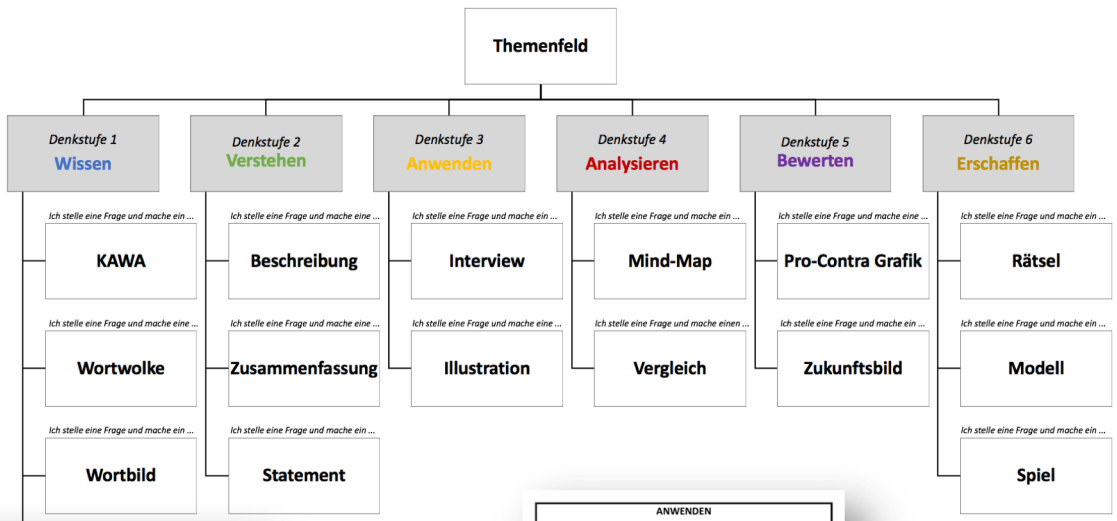 Themenfeld
Denkstufe 1
Wissen
Denkstufe 2
Verstehen
Denkstufe 3
Anwenden
Denkstufe 4
Analysieren
Denkstufe 5
Bewerten
Denkstufe 6
Erschaffen
Ich stelle eine Frage und mache ein ...
KAWA
Ich stelle eine Frage und mache eine ...
Beschreibung
Ich stelle eine Frage und mache ein ...
Interview
Ich stelle eine Frage und mache ein ...
Mind-Map
Ich stelle eine Frage und mache eine ...
Pro-Contra Grafik
Ich stelle eine Frage und mache ein ...
Rätsel
Ich stelle eine Frage und mache eine ...
Wortwolke
Ich stelle eine Frage und mache eine ...
Zusammenfassung
Ich stelle eine Frage und mache eine ...
Illustration
Ich stelle eine Frage und mache einen ...
Vergleich
Ich stelle eine Frage und mache ein ...
Zukunftsbild
Ich stelle eine Frage und mache ein ...
Modell
Ich stelle eine Frage und mache ein ...
Wortbild
Ich stelle eine Frage und mache ein ...
Statement
Ich stelle eine Frage und mache ein ...
Spiel
ANWENDEN